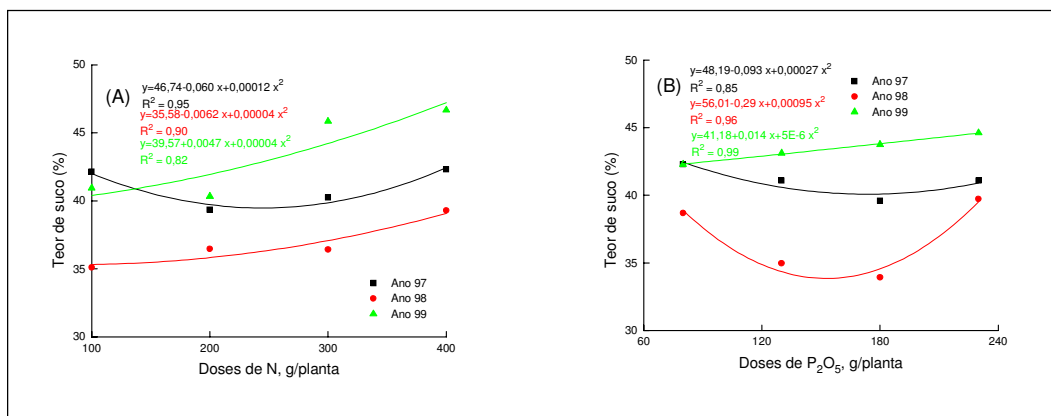 (A)
y=46,74-0,060 x+0,00012 x²
R² = 0,95
y=35,58-0,0062 x+0,00004 x²
R² = 0,90
y=39,57+0,0047 x+0,00004 x²
R² = 0,82
Teor de suco (%)
50
45
40
35
30
100
200
300
400
Doses de N, g/planta
Ano 97
Ano 98
Ano 99
(B)
y=48,19-0,093 x+0,00027 x²
R² = 0,85
y=56,01-0,29 x+0,00095 x²
R² = 0,96
y=41,18+0,014 x+5E-6 x²
R² = 0,99
Ano 97
Ano 98
Ano 99
Teor de suco (%)
50
45
40
35
30
60
120
180
240
Doses de P₂O₅, g/planta